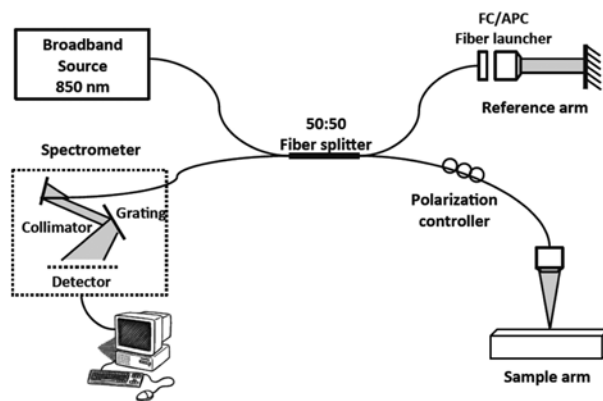 Broadband
Source
850 nm
FC/APC
Fiber launcher
Reference arm
50:50
Fiber splitter
Spectrometer
Grating
Collimator
Detector
Polarization
controller
Sample arm